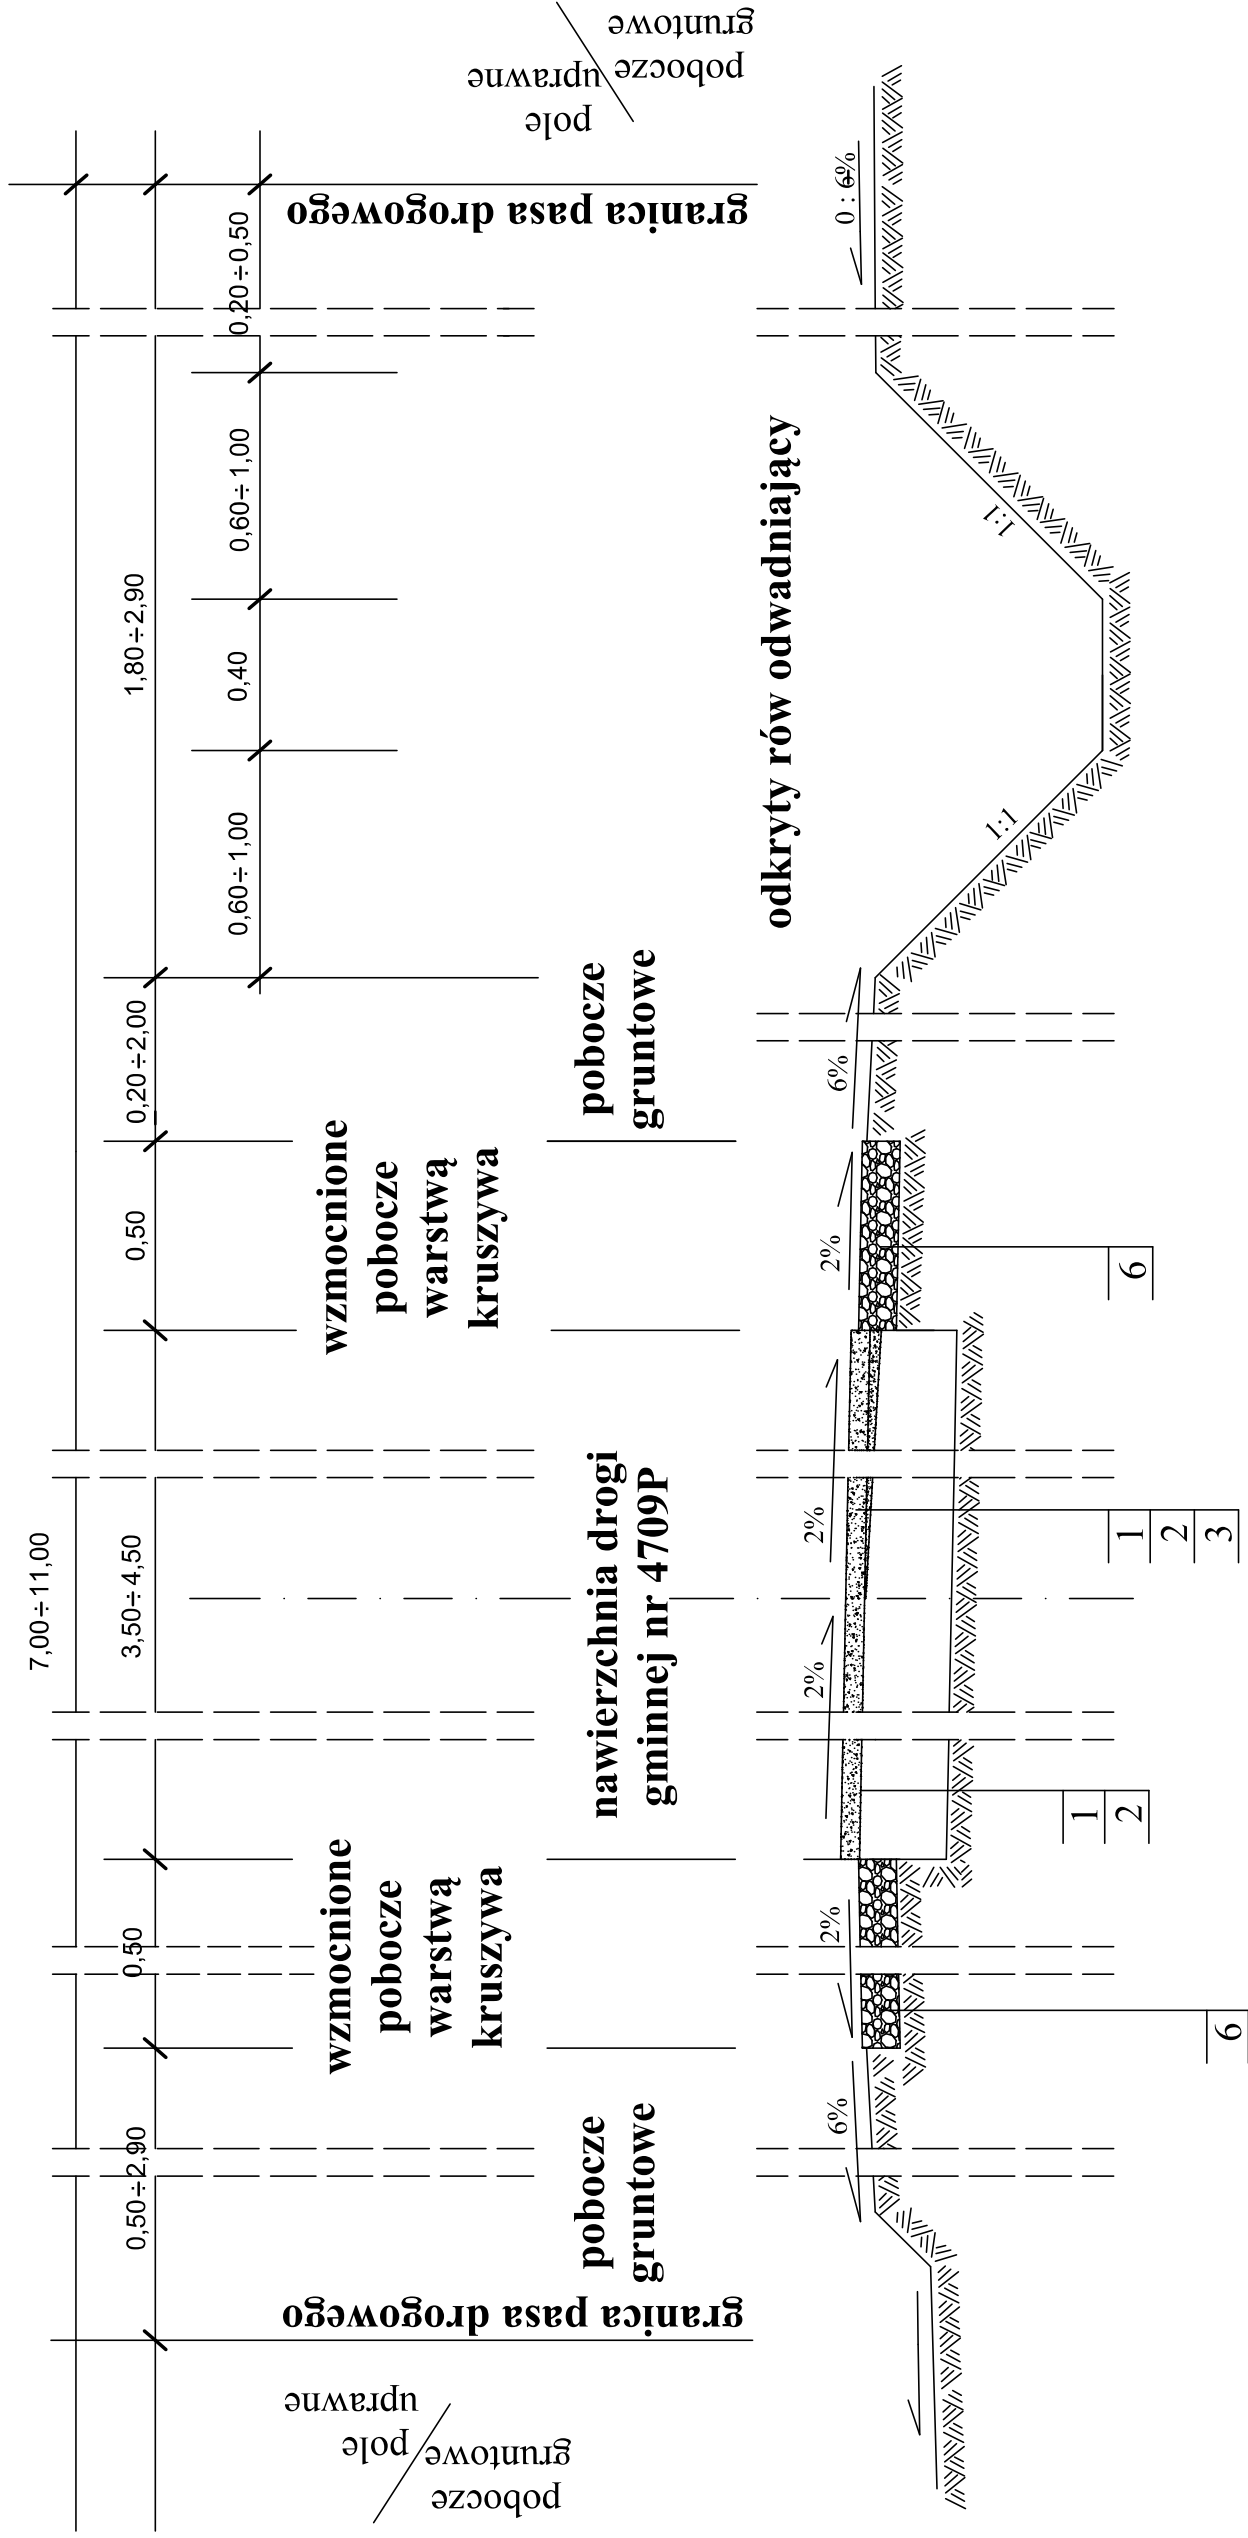 7,00÷11,00
0,50÷2,90
0,50
3,50÷4,50
0,50
0,20÷2,00
1,80÷2,90
0,60÷1,00
0,40
0,60÷1,00
0,20÷0,50
pole
uprawne
pobocze
gruntowe
granica pasa drogowego
pobocze
gruntowe
wzmocnione
pobocze
warstwą
kruszywa
nawierzchnia drogi
gminnej nr 4709P
wzmocnione
pobocze
warstwą
kruszywa
pobocze
gruntowe
odkryty rów odwadniający
granica pasa drogowego
pole
uprawne
pobocze
gruntowe
6%
2%
2%
2%
2%
6%
1:1
1:1
6
1
2
1
2
3
6